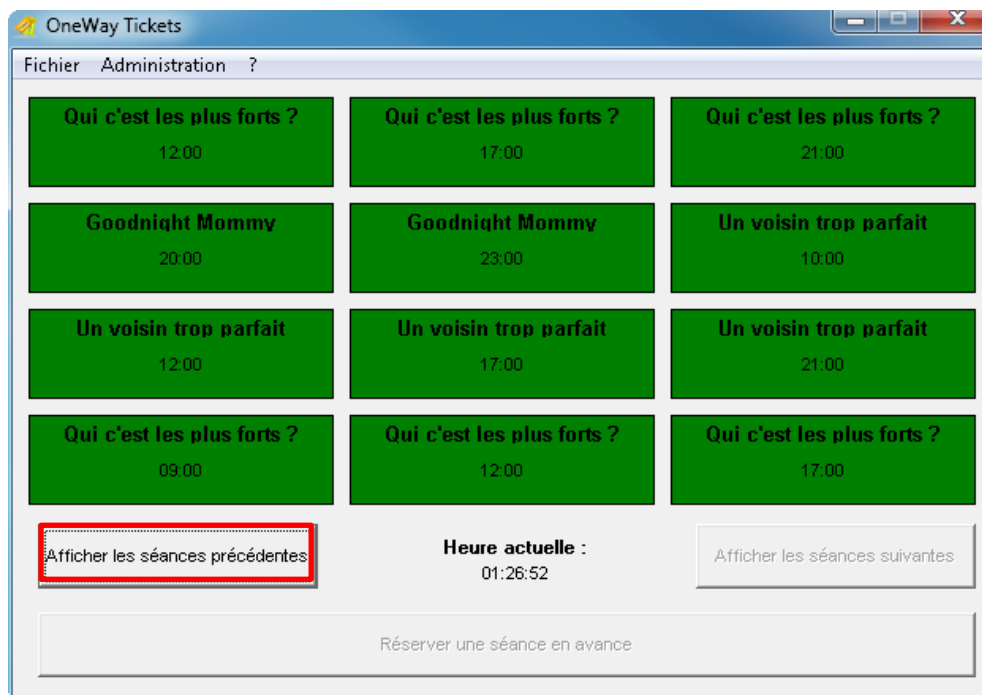 OneWay Tickets
Fichier Administration ?
Qui c'est les plus forts ? Qui c'est les plus forts ? Qui c'est les plus forts ?
12:00 17:00 21:00
Goodnight Mommy Goodnight Mommy Un voisin trop parfait
20:00 23:00 10:00
Un voisin trop parfait Un voisin trop parfait Un voisin trop parfait
12:00 17:00 21:00
Qui c'est les plus forts ? Qui c'est les plus forts ? Qui c'est les plus forts ?
09:00 12:00 17:00
Afficher les séances précédentes Heure actuelle : Afficher les séances suivantes
01:26:52
Réserver une séance en avance